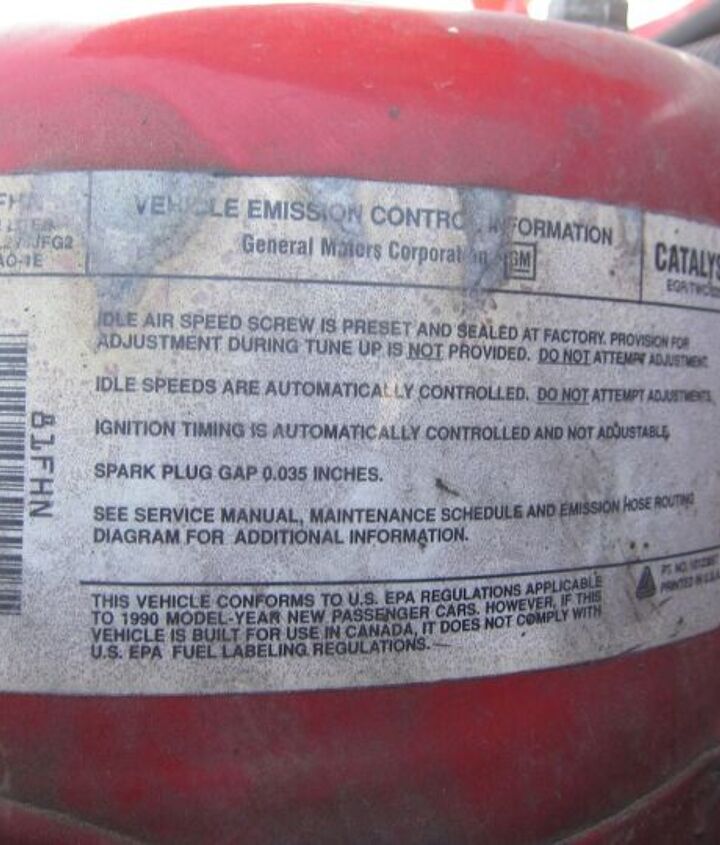 VEHICLE EMISSION CONTROL INFORMATION
General Motors Corporation GM
CATALYS
IDLE AIR SPEED SCREW IS PRESET AND SEALED AT FACTORY. PROVISION FOR
ADJUSTMENT DURING TUNE UP IS NOT PROVIDED. DO NOT ATTEMPT ADJUSTMENT.
IDLE SPEEDS ARE AUTOMATICALLY CONTROLLED. DO NOT ATTEMPT ADJUSTMENTS.
IGNITION TIMING IS AUTOMATICALLY CONTROLLED AND NOT ADJUSTABLE.
SPARK PLUG GAP 0.035 INCHES.
SEE SERVICE MANUAL, MAINTENANCE SCHEDULE AND EMISSION HOSE ROUTING
DIAGRAM FOR ADDITIONAL INFORMATION.
THIS VEHICLE CONFORMS TO U.S. EPA REGULATIONS APPLICABLE
TO 1990 MODEL-YEAR NEW PASSENGER CARS. HOWEVER, IF THIS
VEHICLE IS BUILT FOR USE IN CANADA, IT DOES NOT COMPLY WITH
U.S. EPA FUEL LABELING REGULATIONS.
PT. NO.
PRINTED IN
81FHN